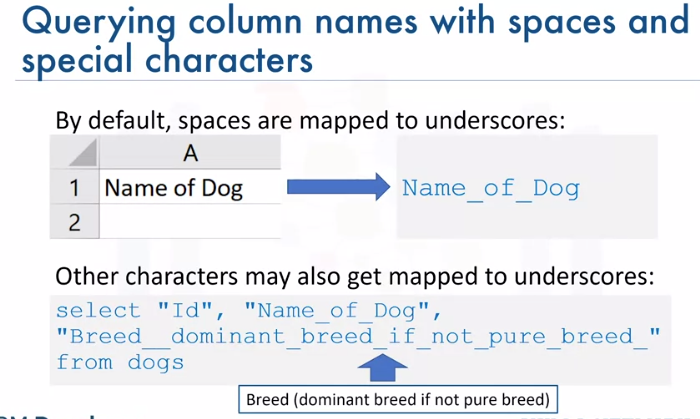 Querying column names with spaces and
special characters
By default, spaces are mapped to underscores:
A
1 Name of Dog
Name_of_Dog
2
Other characters may also get mapped to underscores:
select "Id", "Name_of_Dog",
"Breed__dominant_breed_if_not_pure_breed_"
from dogs
Breed (dominant breed if not pure breed)